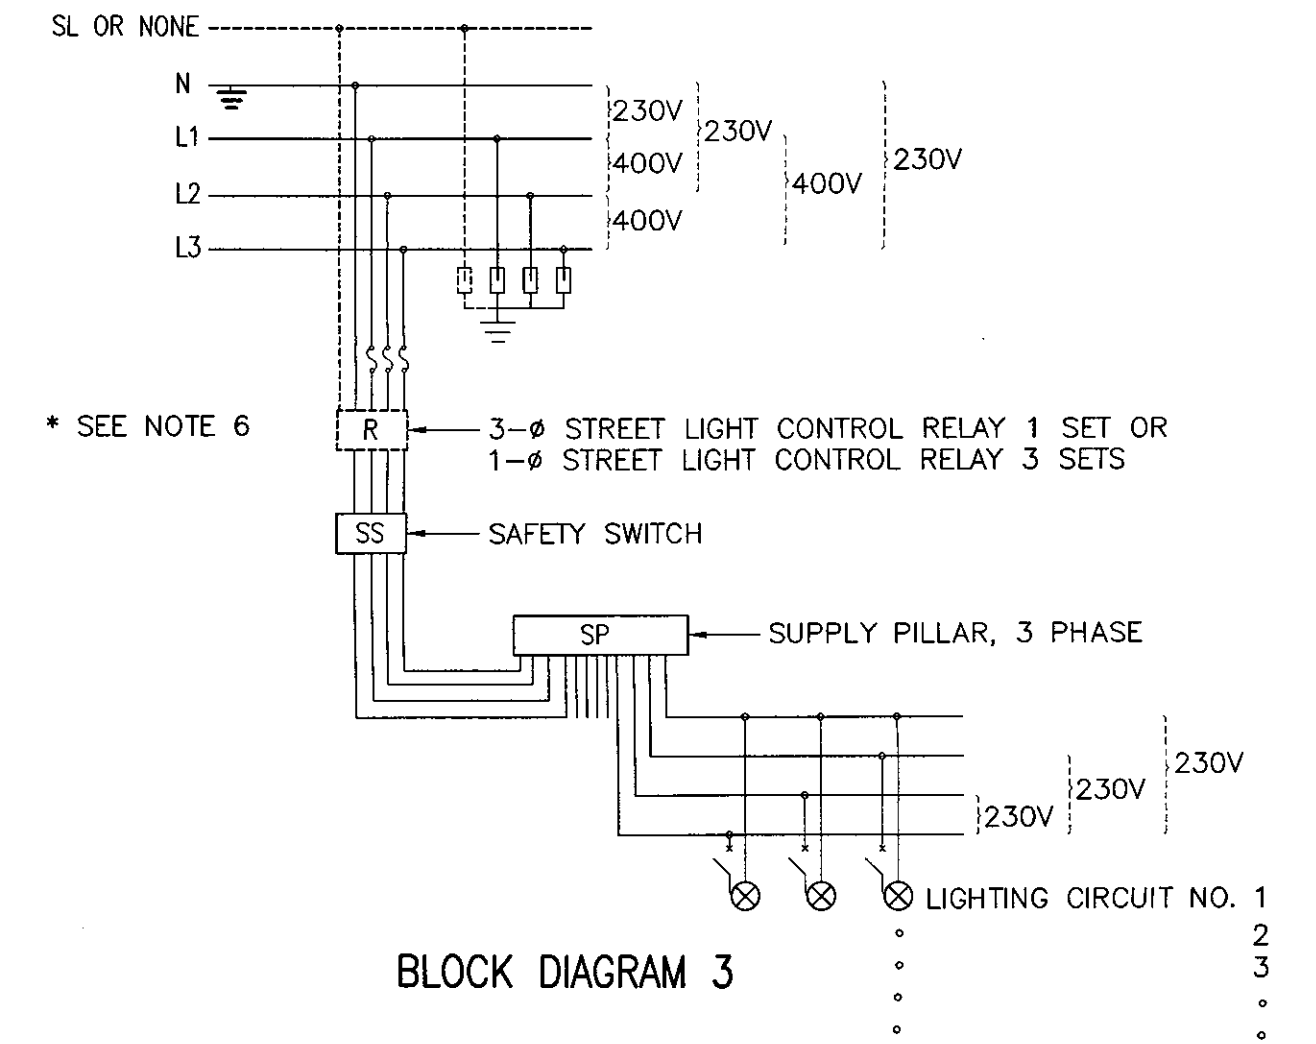 SL OR NONE
N
230V
230V
L1
400V
230V
400V
L2
400V
L3
* SEE NOTE 6
R
3-ø STREET LIGHT CONTROL RELAY 1 SET OR
1-ø STREET LIGHT CONTROL RELAY 3 SETS
SS
SAFETY SWITCH
SP
SUPPLY PILLAR, 3 PHASE
230V
230V
230V
LIGHTING CIRCUIT NO. 1
2
3
BLOCK DIAGRAM 3